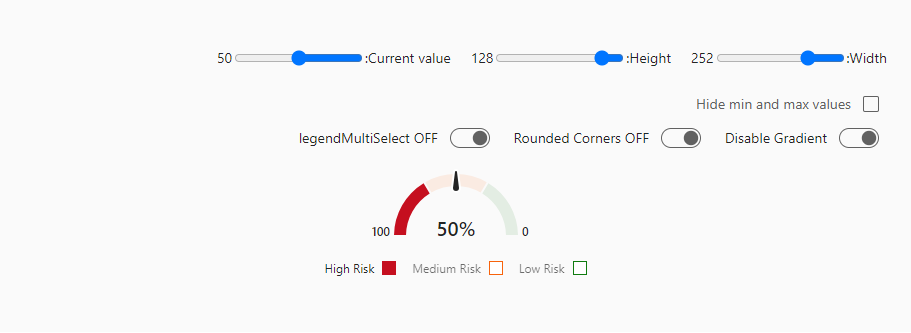 Width: 252 Height: 128 Current value: 50
Hide min and max values
Disable Gradient Rounded Corners OFF legendMultiSelect OFF
50%
0 100
Low Risk Medium Risk High Risk